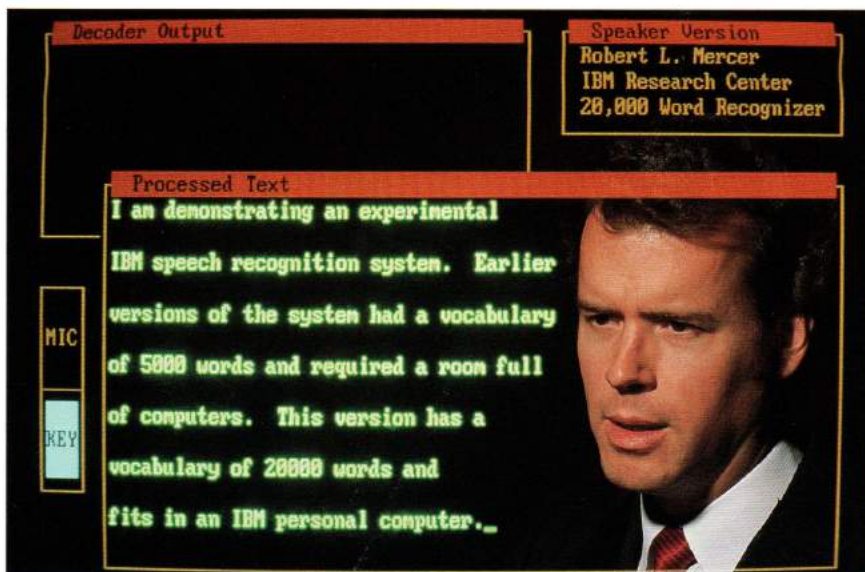 Decoder Output
Speaker Version
Robert L. Mercer
IBM Research Center
20,000 Word Recognizer
Processed Text
I am demonstrating an experimental
IBM speech recognition system.  Earlier
versions of the system had a vocabulary
of 5000 words and required a room full
of computers.  This version has a
vocabulary of 20000 words and
fits in an IBM personal computer._
MIC
KEY